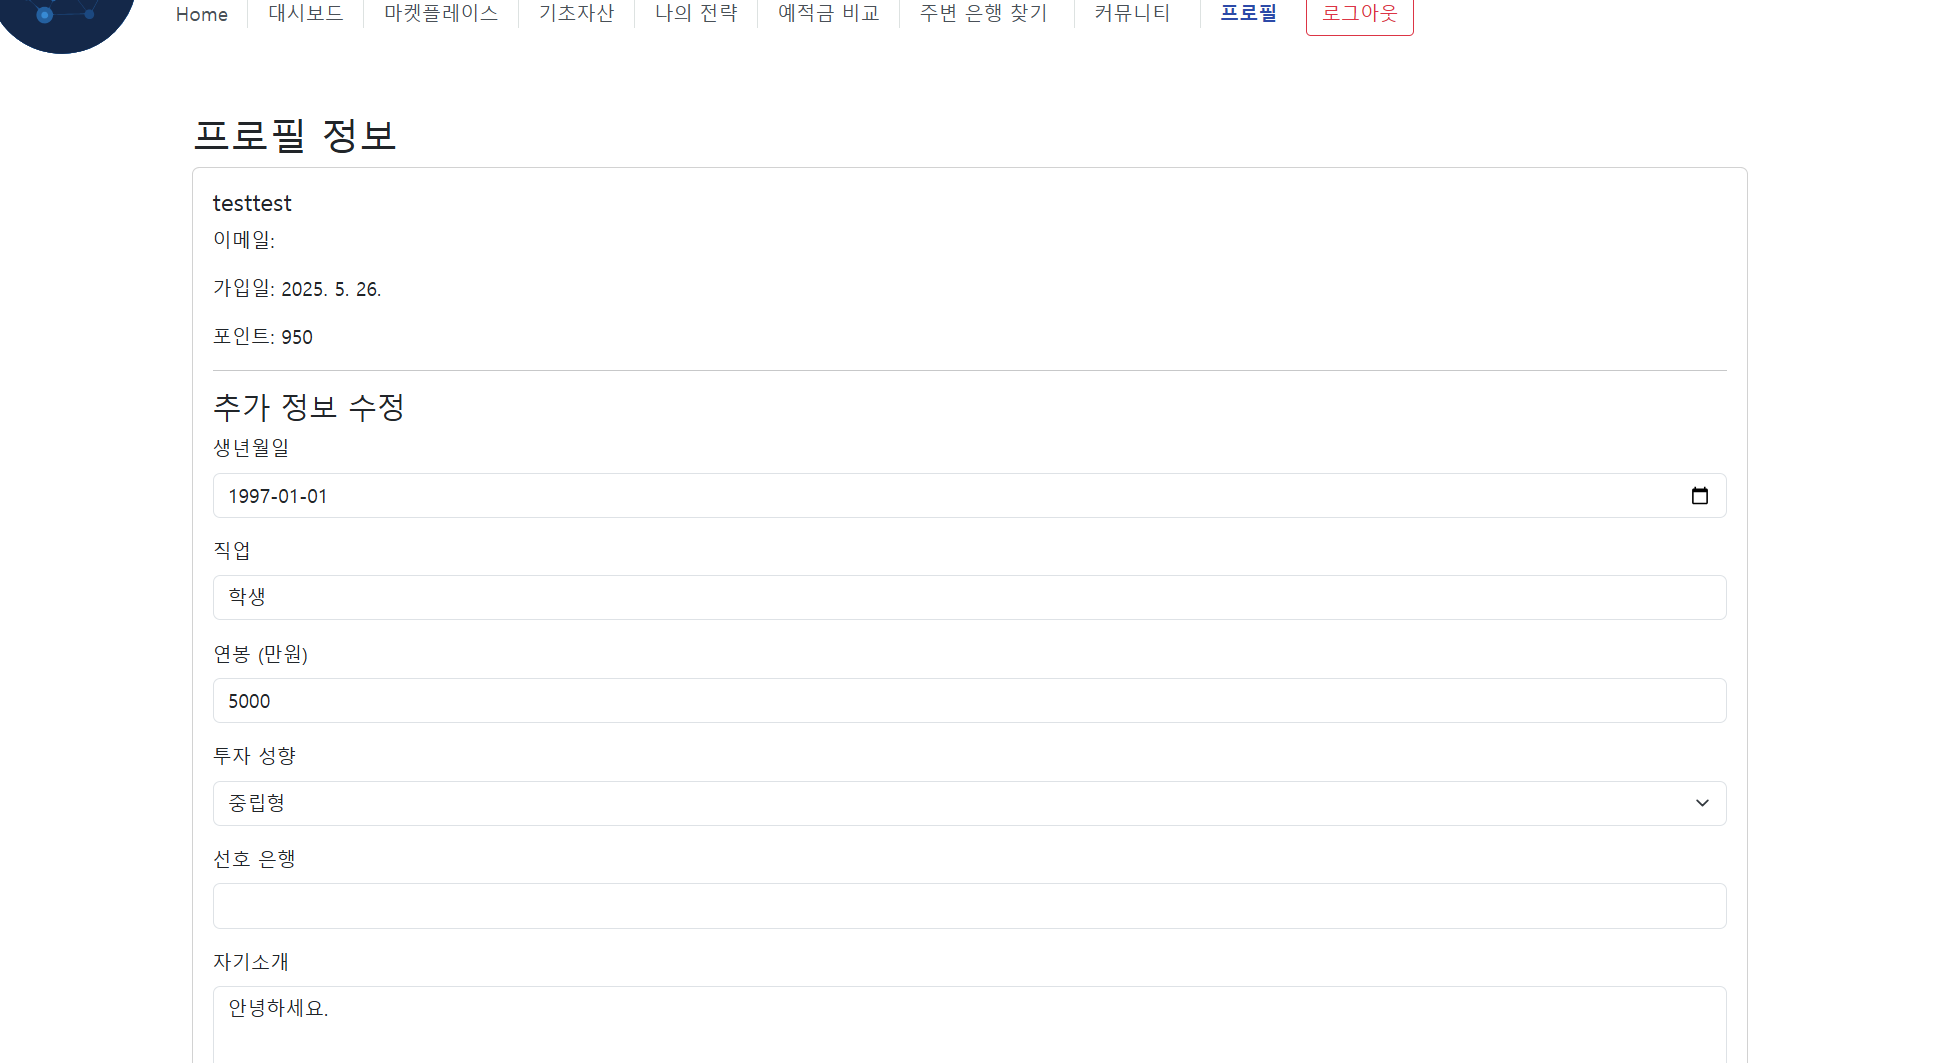 Home 대시보드 마켓플레이스 기초자산 나의 전략 예적금 비교 주변 은행 찾기 커뮤니티 프로필 로그아웃
프로필 정보
testtest
이메일:
가입일: 2025. 5. 26.
포인트: 950
추가 정보 수정
생년월일
1997-01-01
직업
학생
연봉 (만원)
5000
투자 성향
중립형
선호 은행
자기소개
안녕하세요.